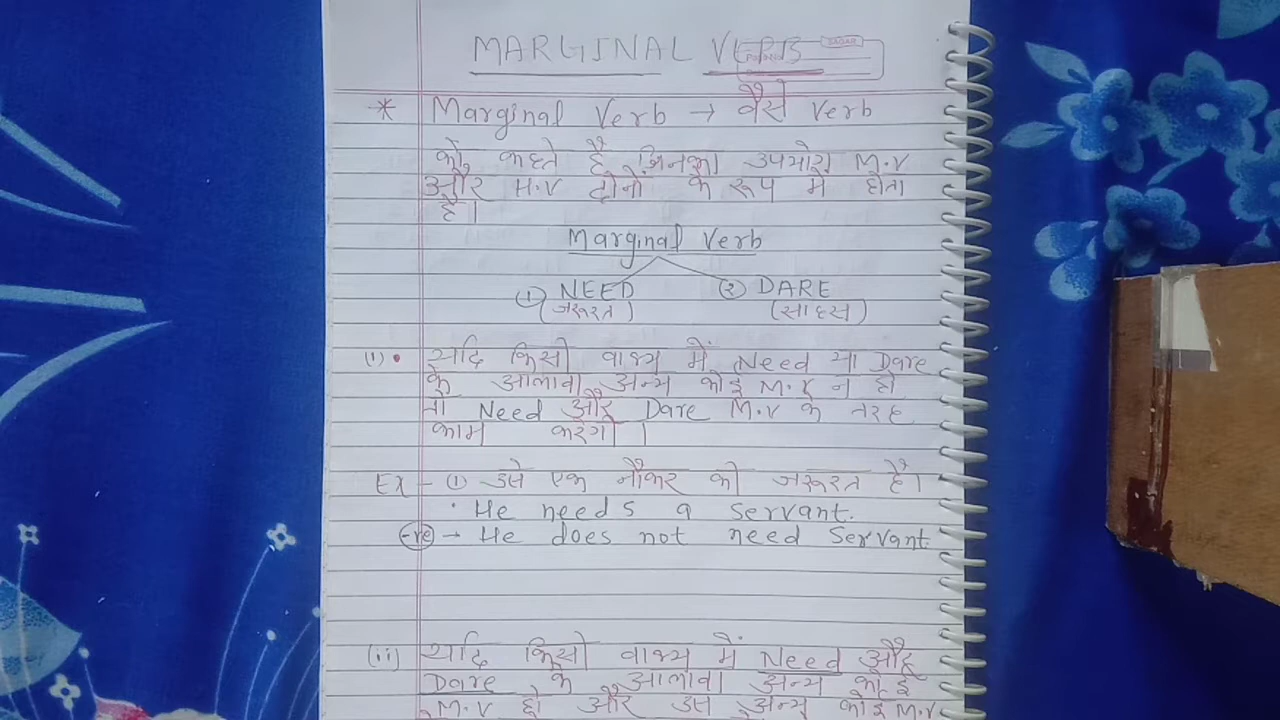 MARGINAL VERBS
* Marginal Verb → वैसे Verb
को कहते है जिनका उपयोग M.V
और H.V दोनो के रूप मे होता
है।
Marginal Verb
(1) NEED (2) DARE
(जरूरत) (साहस)
(i) • यदि किसी वाक्य में Need या Dare
के आलावा अन्य कोई M.V न हो
तो Need और Dare M.V के तरह
काम करेगा।
Ex - (1) उसे एक नौकर की जरूरत है।
• He needs a servant.
(-ve) → He does not need servant
(ii) यदि किसी वाक्य में Need और
Dare के आलावा अन्य कोई
M.V हो और उस अन्य कोई M.V